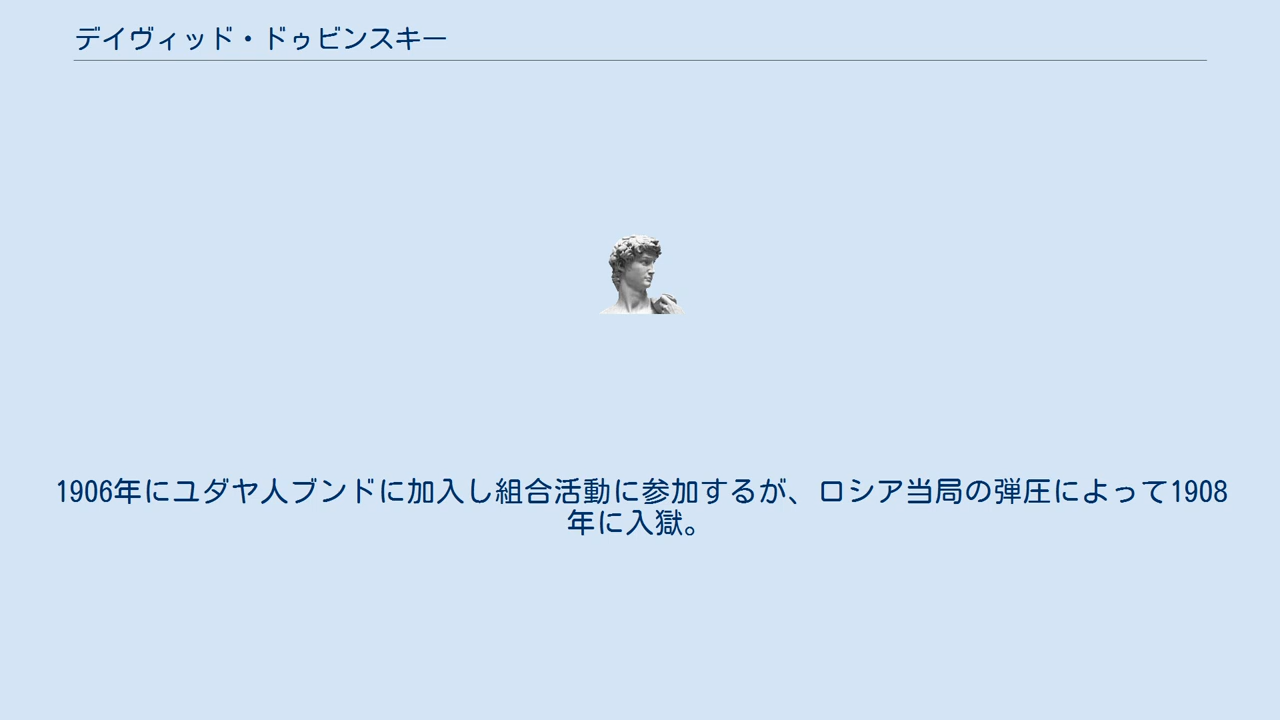 デイヴィッド・ドゥビンスキー
1906年にユダヤ人ブンドに加入し組合活動に参加するが、ロシア当局の弾圧によって1908
年に入獄。